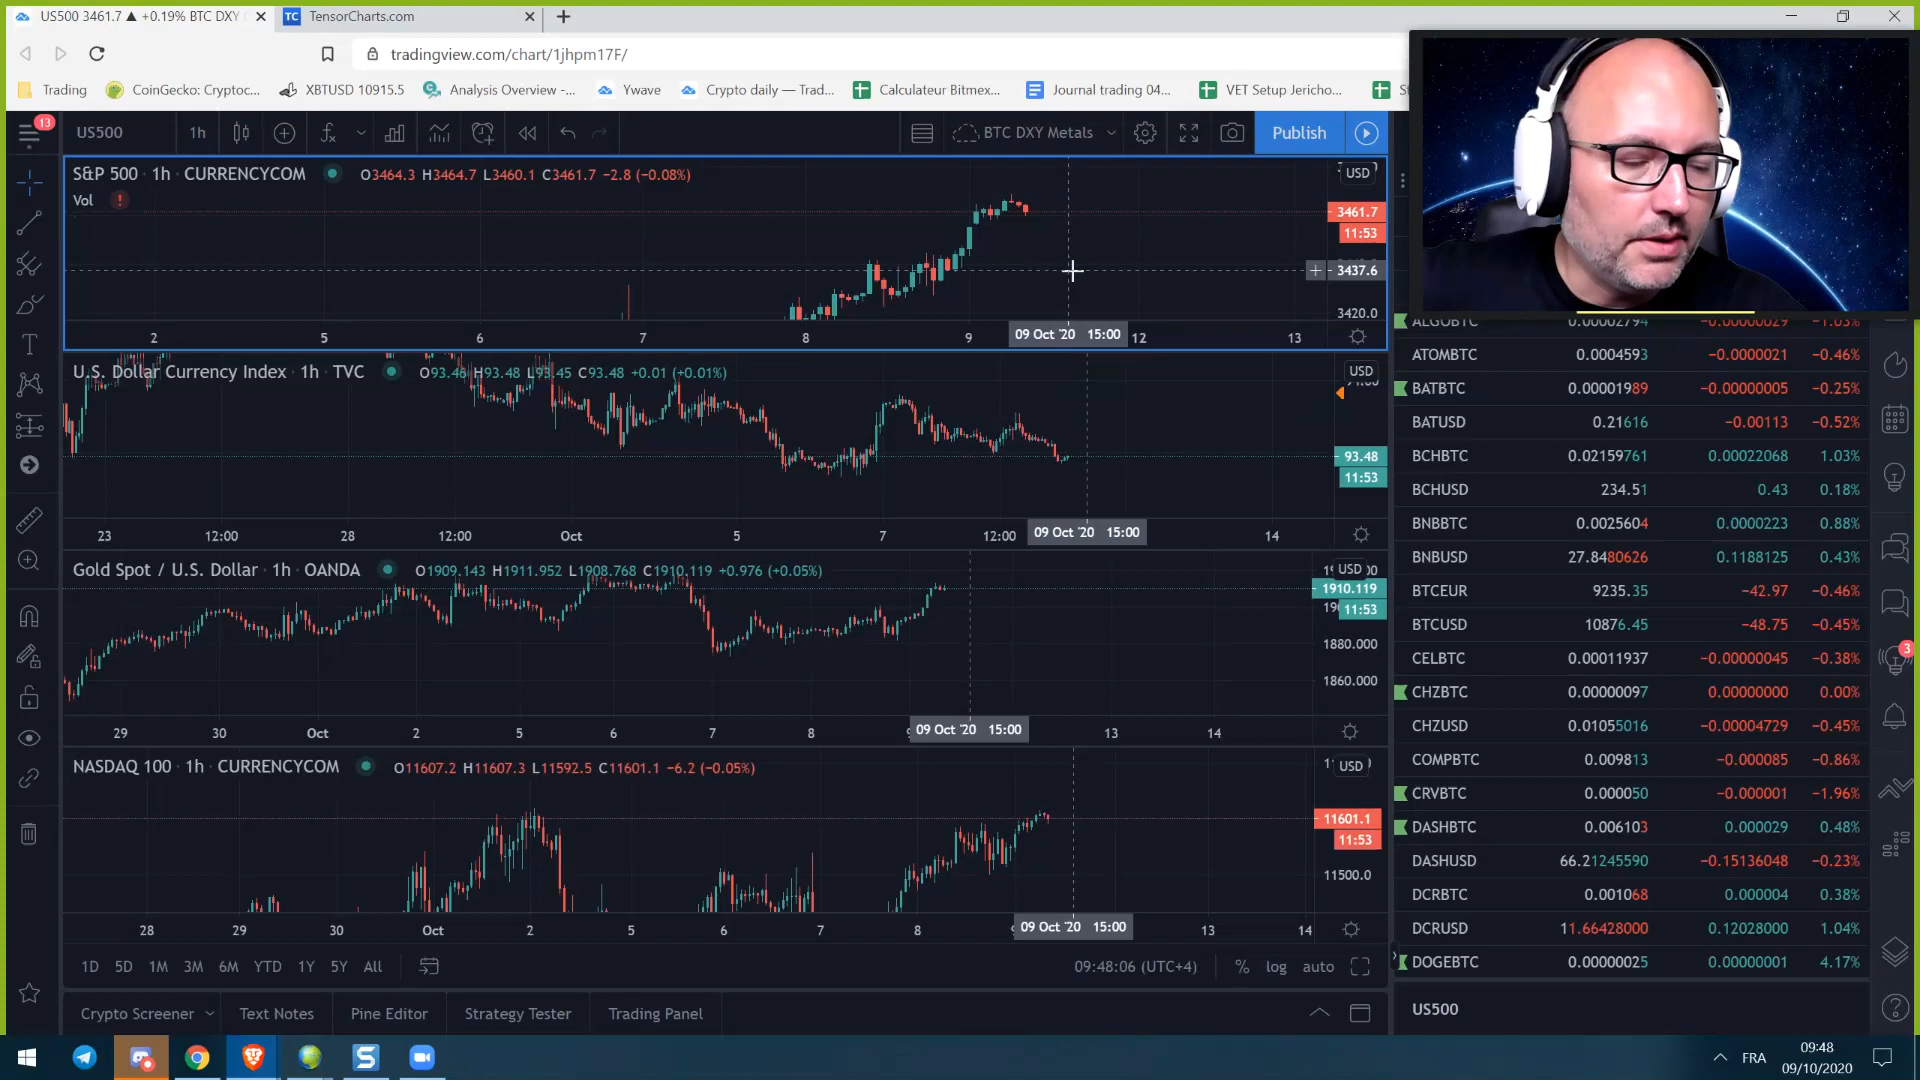 US500 3461.7 ▲ +0.19% BTC DXY
TensorCharts.com
tradingview.com/chart/1jhpm17F/
Trading
CoinGecko: Cryptoc...
XBTUSD 10915.5
Analysis Overview -...
Ywave
Crypto daily — Trad...
Calculateur Bitmex...
Journal trading 04...
VET Setup Jericho...
13
US500
1h
BTC DXY Metals
Publish
S&P 500 · 1h · CURRENCYCOM
O3464.3 H3464.7 L3460.1 C3461.7 −2.8 (−0.08%)
USD
Vol
3461.7
11:53
3437.6
3420.0
2 5 6 7 8 9 09 Oct '20 15:00 12 13
U.S. Dollar Currency Index · 1h · TVC
O93.46 H93.48 L93.45 C93.48 +0.01 (+0.01%)
USD
93.48
11:53
23 12:00 28 12:00 Oct 5 7 12:00 09 Oct '20 15:00 14
Gold Spot / U.S. Dollar · 1h · OANDA
O1909.143 H1911.952 L1908.768 C1910.119 +0.976 (+0.05%)
USD
1910.119
11:53
1880.000
1860.000
29 30 Oct 2 5 6 7 8 09 Oct '20 15:00 13 14
NASDAQ 100 · 1h · CURRENCYCOM
O11607.2 H11607.3 L11592.5 C11601.1 −6.2 (−0.05%)
USD
11601.1
11:53
11500.0
28 29 30 Oct 2 5 6 7 8 09 Oct '20 15:00 13 14
1D 5D 1M 3M 6M YTD 1Y 5Y All
09:48:06 (UTC+4)
% log auto
Crypto Screener
Text Notes
Pine Editor
Strategy Tester
Trading Panel
ALGOBTC 0.00002794 −0.00000029 −1.03%
ATOMBTC 0.0004593 −0.0000021 −0.46%
BATBTC 0.00001989 −0.00000005 −0.25%
BATUSD 0.21616 −0.00113 −0.52%
BCHBTC 0.02159761 0.00022068 1.03%
BCHUSD 234.51 0.43 0.18%
BNBBTC 0.0025604 0.0000223 0.88%
BNBUSD 27.8480626 0.1188125 0.43%
BTCEUR 9235.35 −42.97 −0.46%
BTCUSD 10876.45 −48.75 −0.45%
CELBTC 0.00011937 −0.00000045 −0.38%
CHZBTC 0.00000097 0.00000000 0.00%
CHZUSD 0.01055016 −0.00004729 −0.45%
COMPBTC 0.009813 −0.000085 −0.86%
CRVBTC 0.000050 −0.000001 −1.96%
DASHBTC 0.006103 0.000029 0.48%
DASHUSD 66.21245590 −0.15136048 −0.23%
DCRBTC 0.001068 0.000004 0.38%
DCRUSD 11.66428000 0.12028000 1.04%
DOGEBTC 0.00000025 0.00000001 4.17%
US500
3
FRA
09:48
09/10/2020